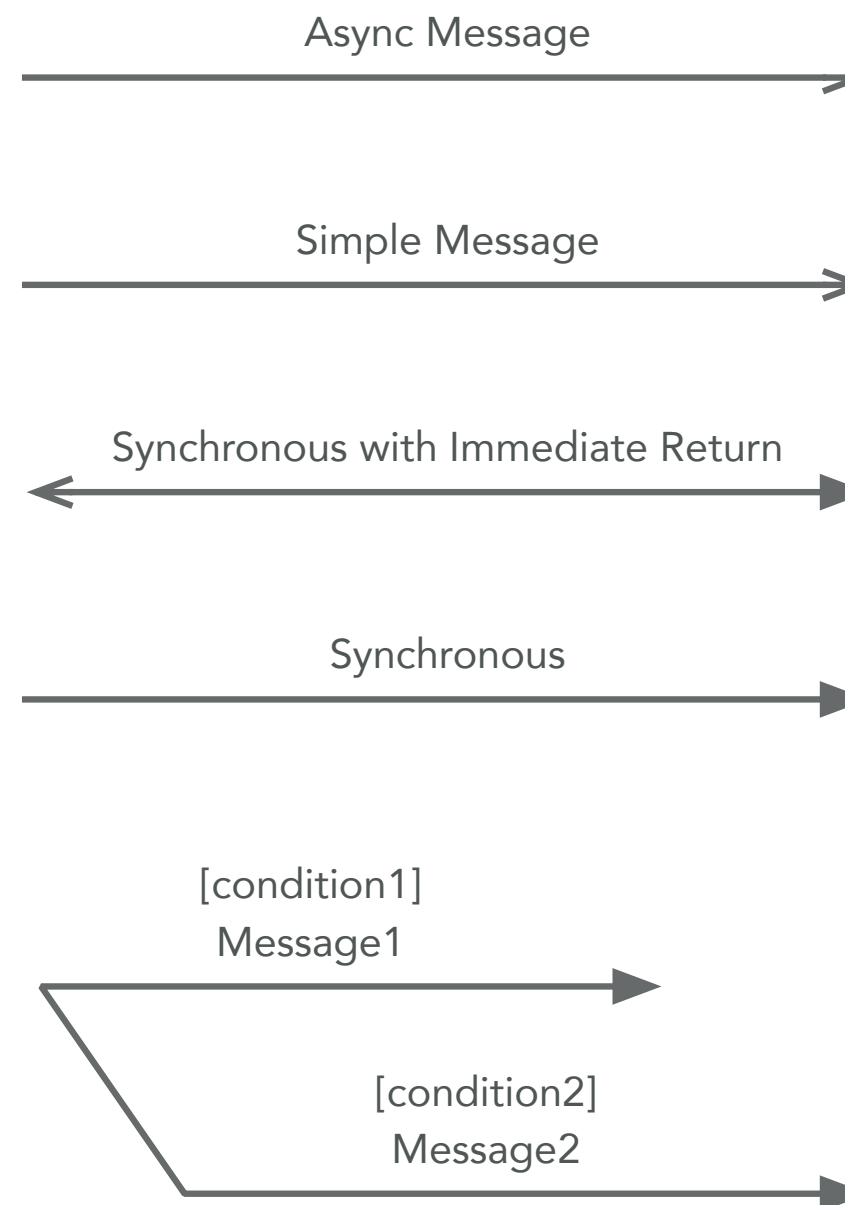 Async Message
Simple Message
Synchronous with Immediate Return
Synchronous
[condition1]
Message1
[condition2]
Message2